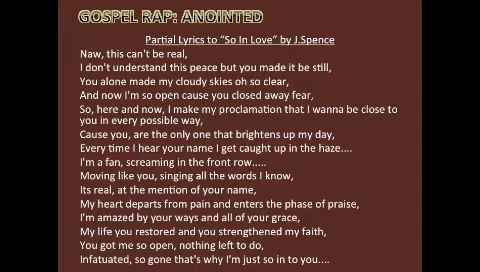 GOSPEL RAP: ANOINTED
Partial Lyrics to “So In Love” by J.Spence
Naw, this can't be real,
I don't understand this peace but you made it be still,
You alone made my cloudy skies oh so clear,
And now I'm so open cause you closed away fear,
So, here and now, I make my proclamation that I wanna be close to
you in every possible way,
Cause you, are the only one that brightens up my day,
Every time I hear your name I get caught up in the haze....
I'm a fan, screaming in the front row.....
Moving like you, singing all the words I know,
Its real, at the mention of your name,
My heart departs from pain and enters the phase of praise,
I'm amazed by your ways and all of your grace,
My life you restored and you strengthened my faith,
You got me so open, nothing left to do,
Infatuated, so gone that's why I'm just so in to you....